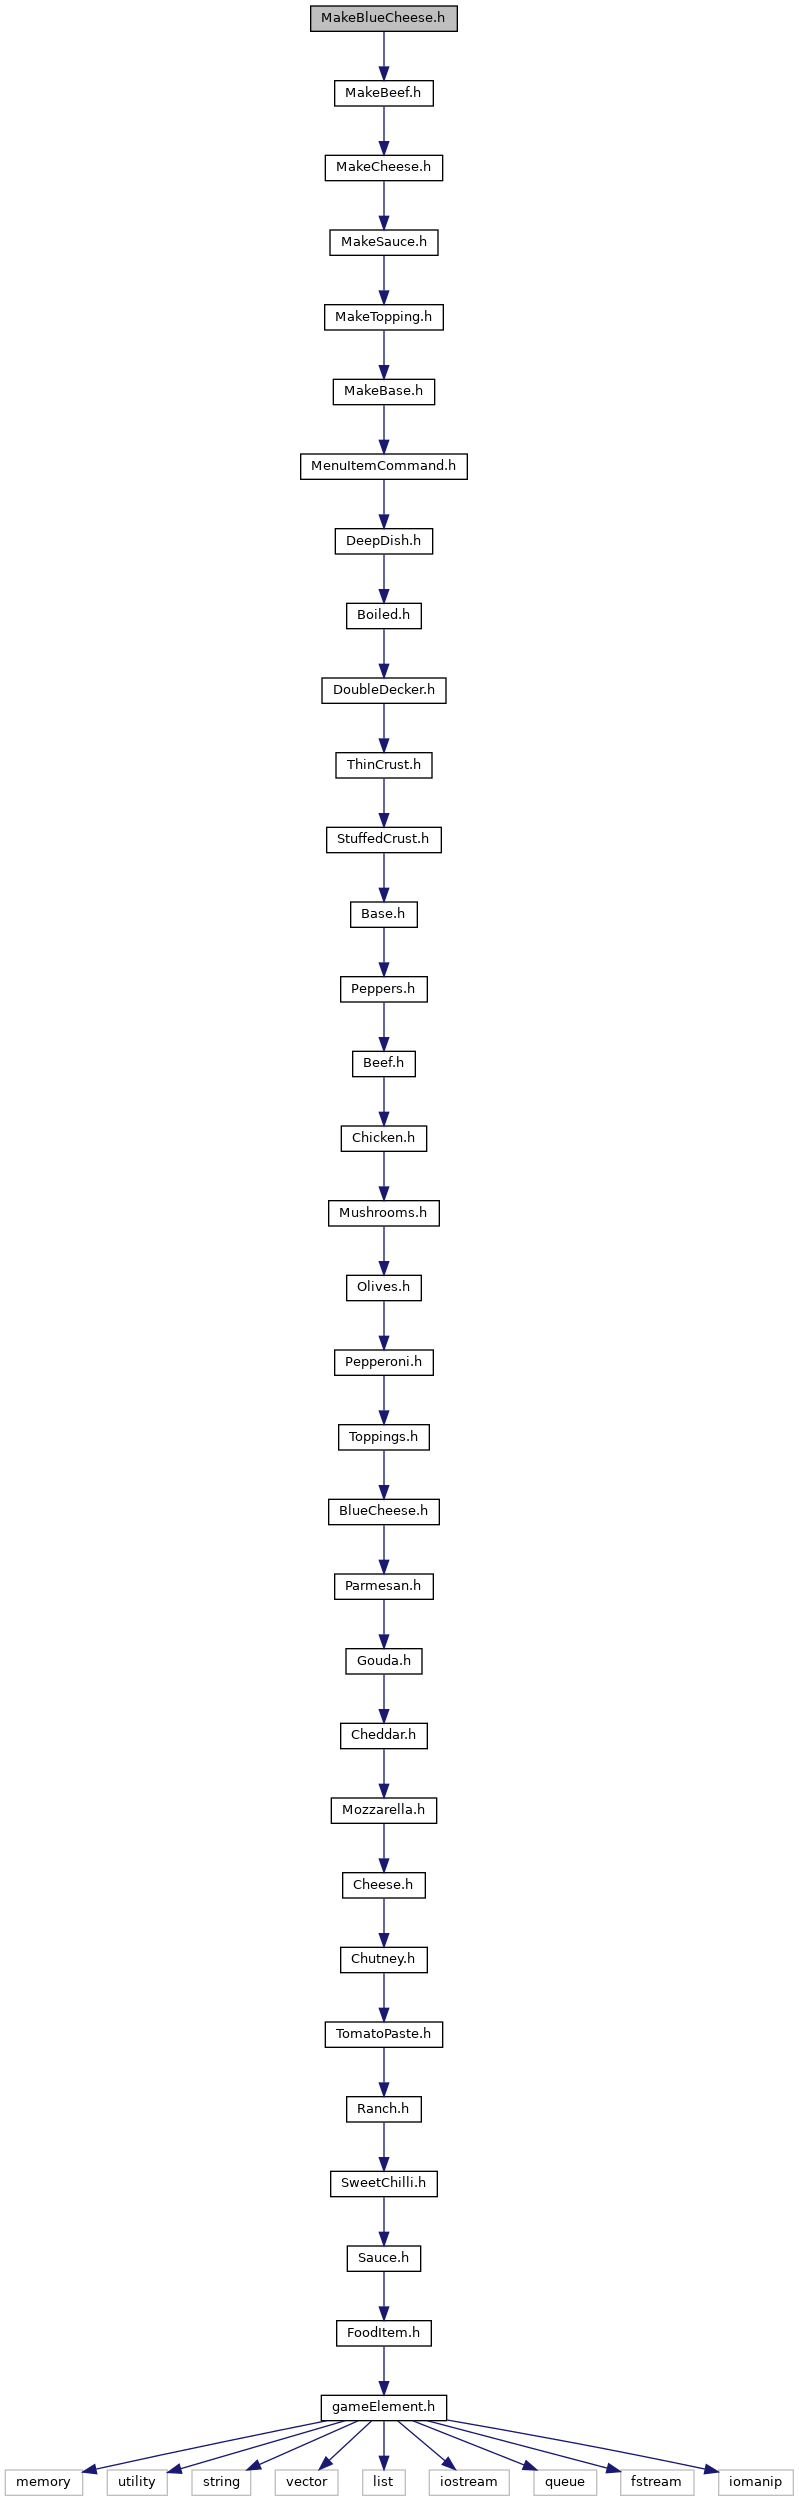 MakeBlueCheese.h
MakeBeef.h
MakeCheese.h
MakeSauce.h
MakeTopping.h
MakeBase.h
MenuItemCommand.h
DeepDish.h
Boiled.h
DoubleDecker.h
ThinCrust.h
StuffedCrust.h
Base.h
Peppers.h
Beef.h
Chicken.h
Mushrooms.h
Olives.h
Pepperoni.h
Toppings.h
BlueCheese.h
Parmesan.h
Gouda.h
Cheddar.h
Mozzarella.h
Cheese.h
Chutney.h
TomatoPaste.h
Ranch.h
SweetChilli.h
Sauce.h
FoodItem.h
gameElement.h
memory utility string vector list iostream queue fstream iomanip